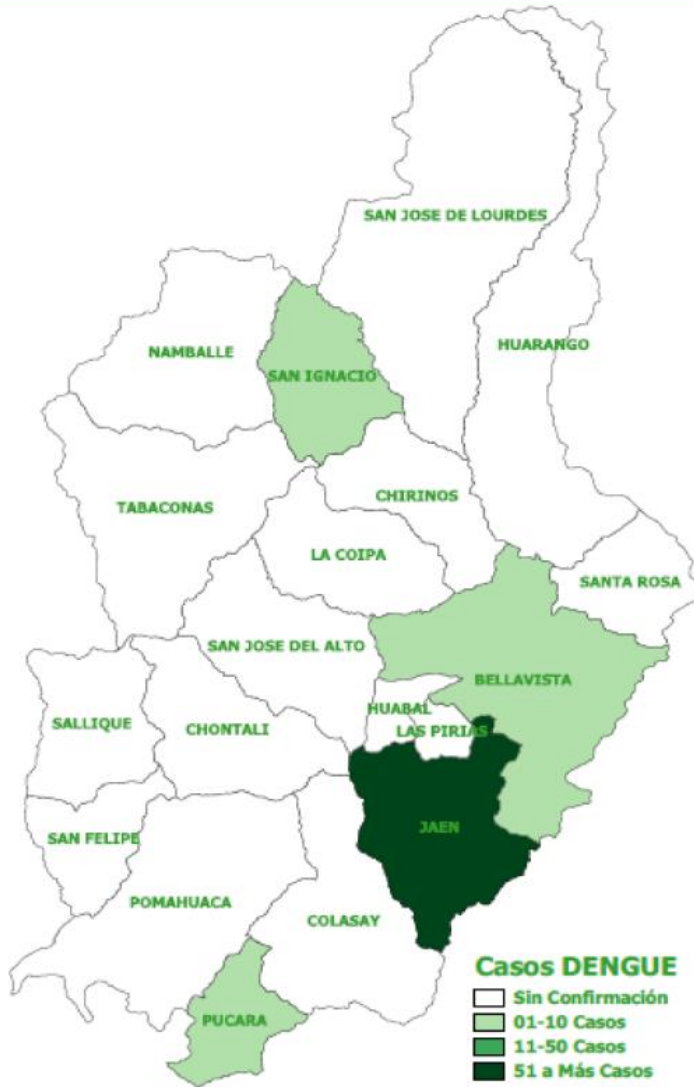 SAN JOSE DE LOURDES
HUARANGO
NAMBALLE
SAN IGNACIO
CHIRINOS
TABACONAS
LA COIPA
SANTA ROSA
SAN JOSE DEL ALTO
BELLAVISTA
HUABAL
SALLIQUE
CHONTALI
LAS PIRIAS
JAEN
SAN FELIPE
POMAHUACA
COLASAY
PUCARA
Casos DENGUE
Sin Confirmación
01-10 Casos
11-50 Casos
51 a Más Casos